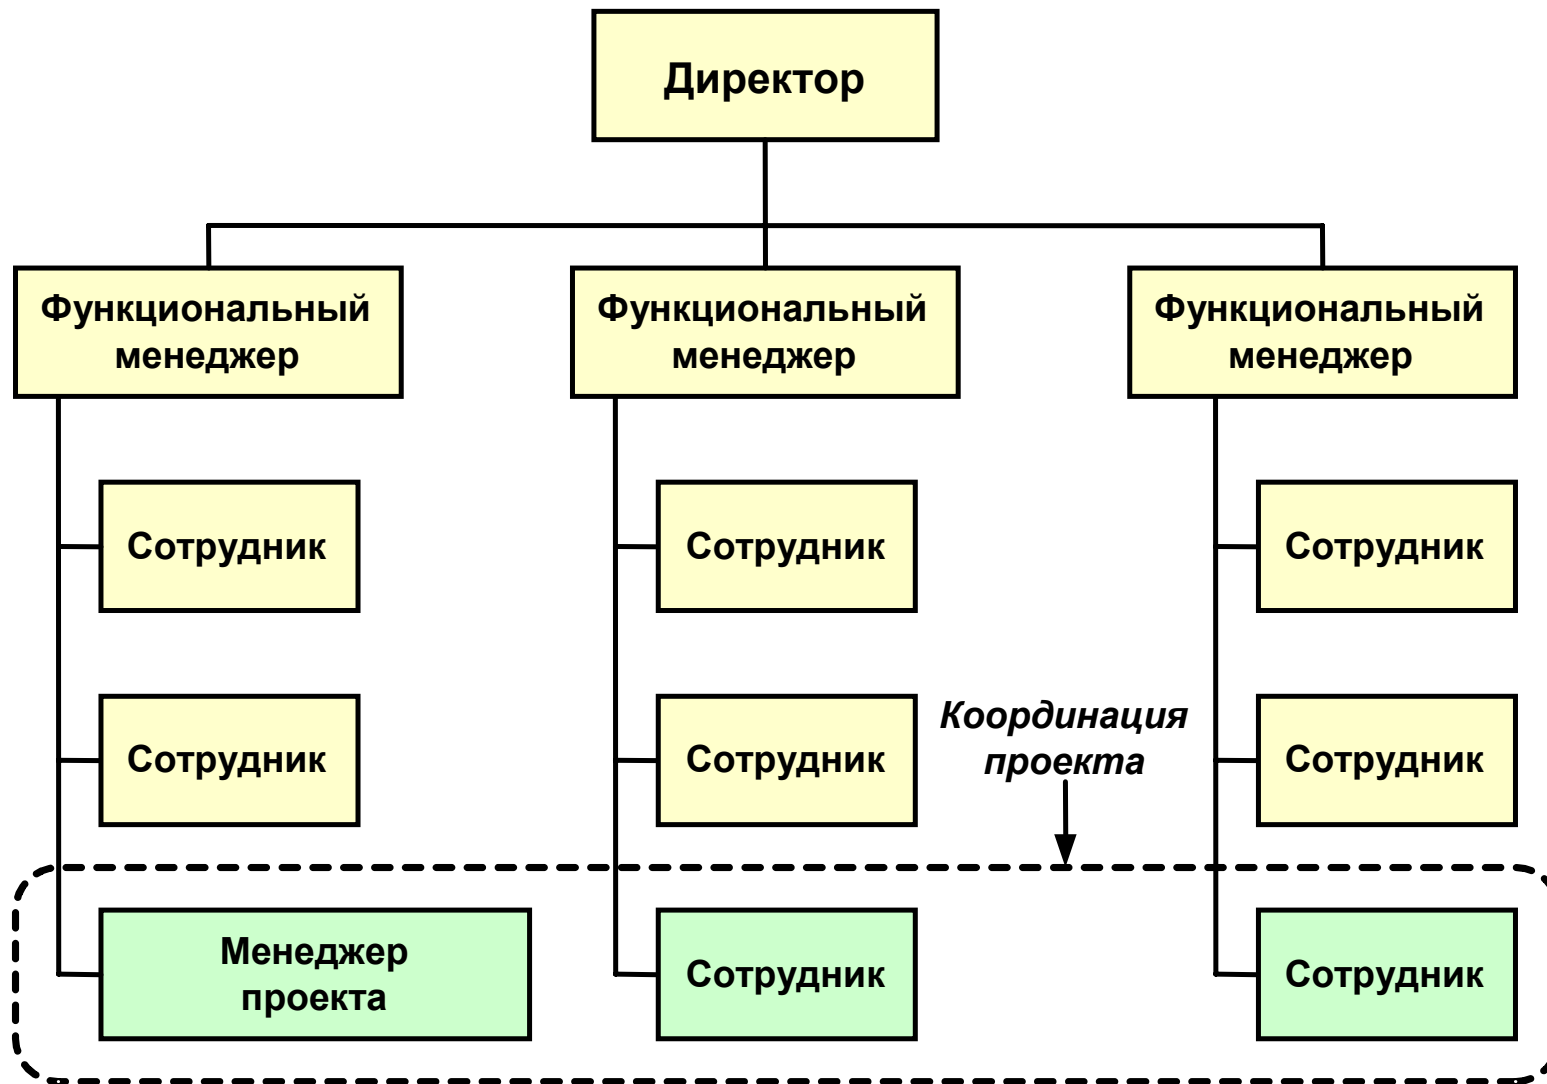 Директор
Функциональный
менеджер
Функциональный
менеджер
Функциональный
менеджер
Сотрудник
Сотрудник
Сотрудник
Сотрудник
Сотрудник
Координация
проекта
Сотрудник
Менеджер
проекта
Сотрудник
Сотрудник